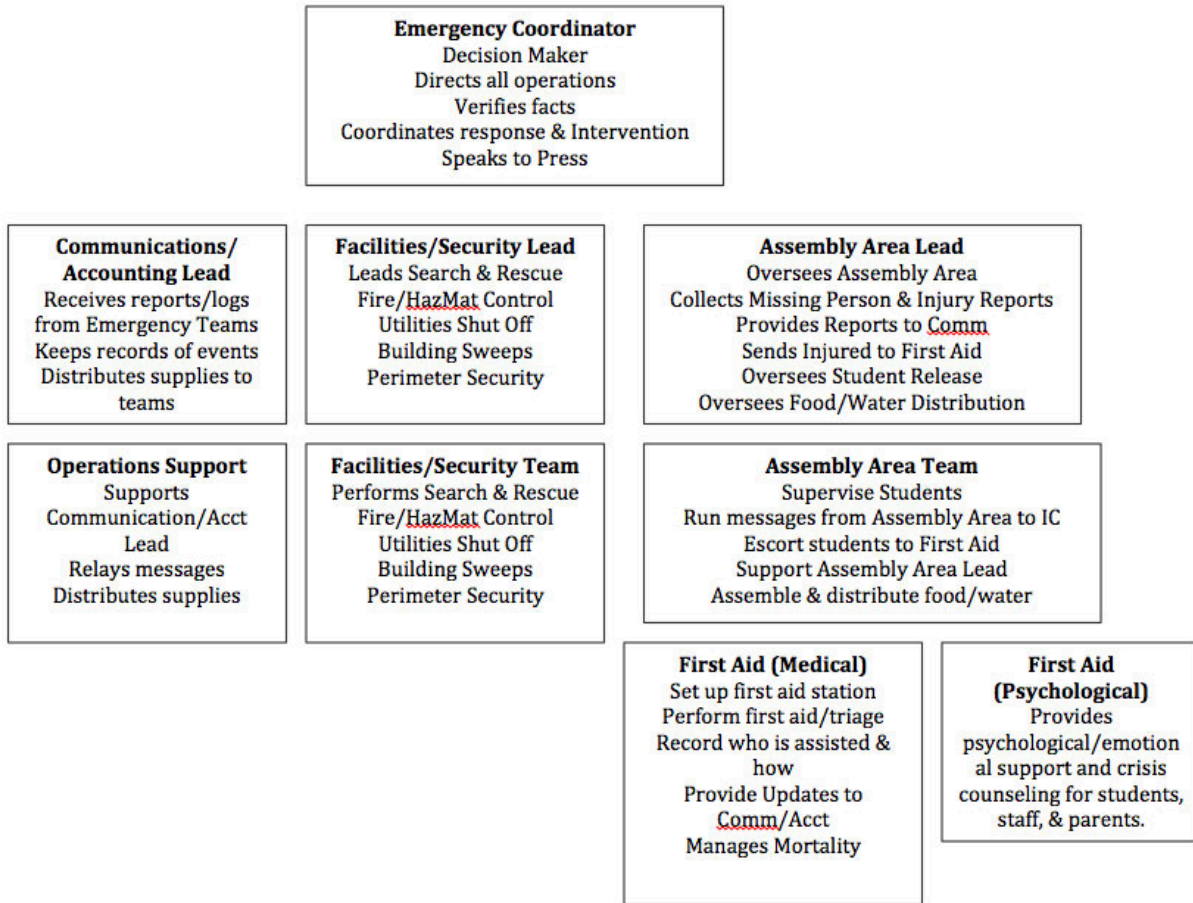 Emergency Coordinator
Decision Maker
Directs all operations
Verifies facts
Coordinates response & Intervention
Speaks to Press
Communications/
Accounting Lead
Receives reports/logs
from Emergency Teams
Keeps records of events
Distributes supplies to
teams
Facilities/Security Lead
Leads Search & Rescue
Fire/HazMat Control
Utilities Shut Off
Building Sweeps
Perimeter Security
Assembly Area Lead
Oversees Assembly Area
Collects Missing Person & Injury Reports
Provides Reports to Comm
Sends Injured to First Aid
Oversees Student Release
Oversees Food/Water Distribution
Operations Support
Supports
Communication/Acct
Lead
Relays messages
Distributes supplies
Facilities/Security Team
Performs Search & Rescue
Fire/HazMat Control
Utilities Shut Off
Building Sweeps
Perimeter Security
Assembly Area Team
Supervise Students
Run messages from Assembly Area to IC
Escort students to First Aid
Support Assembly Area Lead
Assemble & distribute food/water
First Aid (Medical)
Set up first aid station
Perform first aid/triage
Record who is assisted &
how
Provide Updates to
Comm/Acct
Manages Mortality
First Aid
(Psychological)
Provides
psychological/emotion
al support and crisis
counseling for students,
staff, & parents.